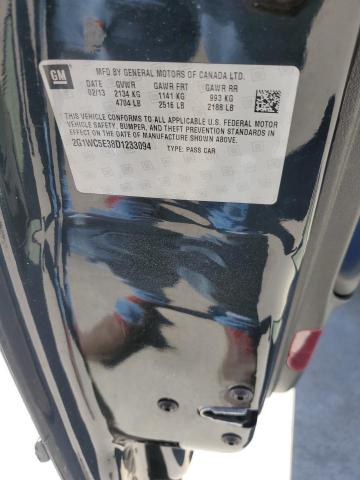 GM
MFD BY GENERAL MOTORS OF CANADA LTD.
DATE GVWR GAWR FRT GAWR RR
02/13 2134 KG 1141 KG 993 KG
4704 LB 2516 LB 2188 LB
THIS VEHICLE CONFORMS TO ALL APPLICABLE U.S. FEDERAL MOTOR
VEHICLE SAFETY, BUMPER, AND THEFT PREVENTION STANDARDS IN
EFFECT ON THE DATE OF MANUFACTURE SHOWN ABOVE.
2G1WC5E38D1233094 TYPE: PASS CAR